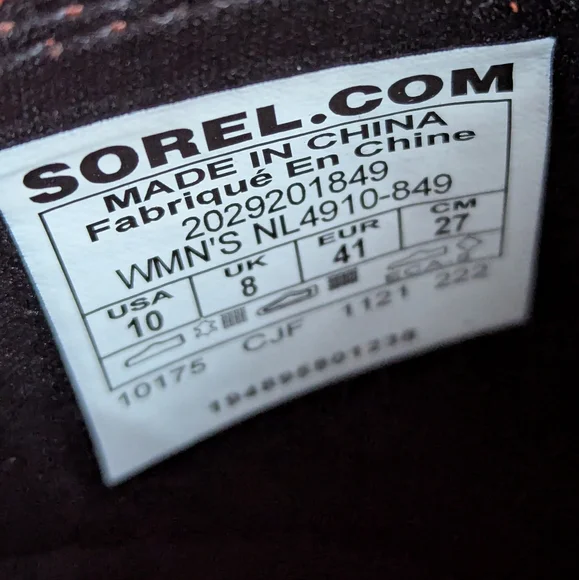 SOREL.COM
MADE IN CHINA
Fabriqué En Chine
2029201849
WMN'S NL4910-849
USA UK EUR CM
10 8 41 27
10175 CJF 1121 222